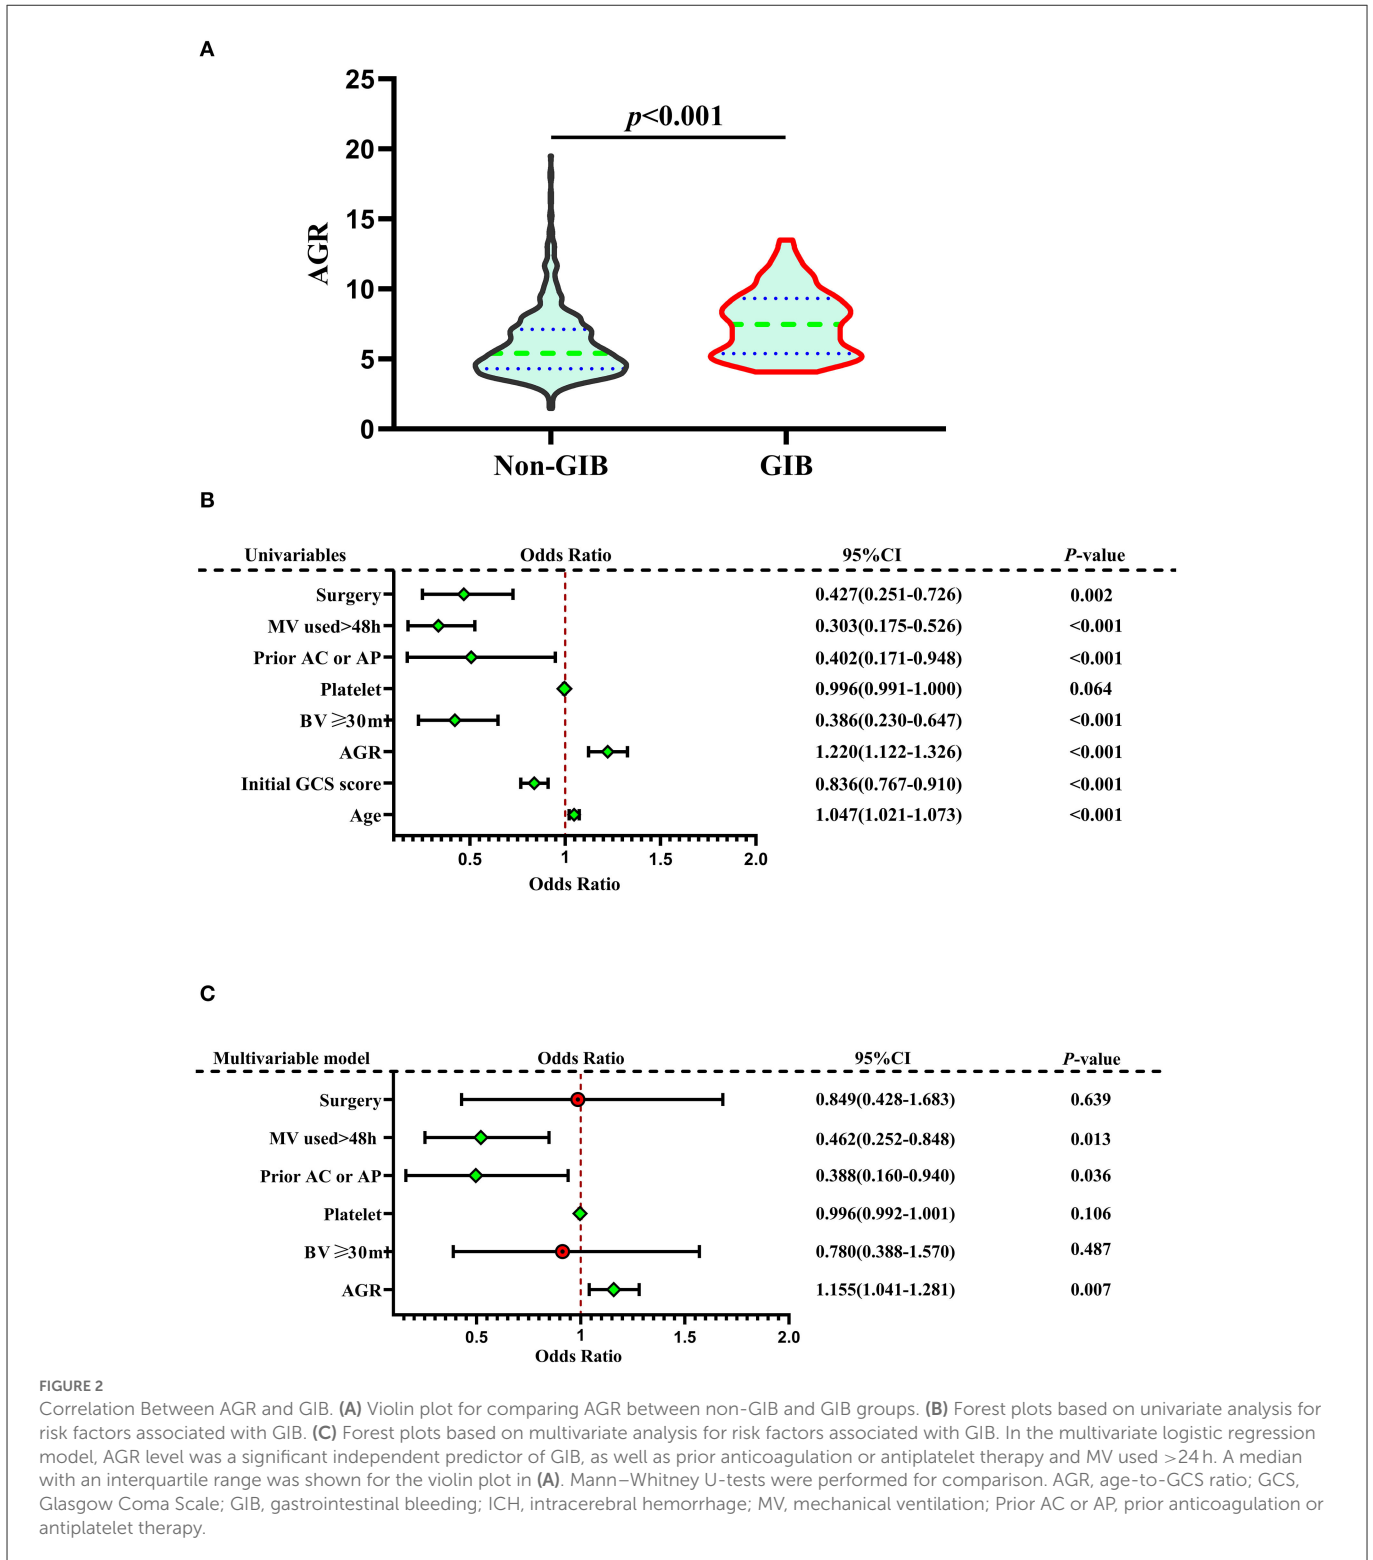 A
25
20
15
10
5
0
AGR
p<0.001
Non-GIB GIB
B
Univariables Odds Ratio 95%CI P-value
Surgery 0.427(0.251-0.726) 0.002
MV used>48h 0.303(0.175-0.526) <0.001
Prior AC or AP 0.402(0.171-0.948) <0.001
Platelet 0.996(0.991-1.000) 0.064
BV ≥30ml 0.386(0.230-0.647) <0.001
AGR 1.220(1.122-1.326) <0.001
Initial GCS score 0.836(0.767-0.910) <0.001
Age 1.047(1.021-1.073) <0.001
0.5 1 1.5 2.0
Odds Ratio
C
Multivariable model Odds Ratio 95%CI P-value
Surgery 0.849(0.428-1.683) 0.639
MV used>48h 0.462(0.252-0.848) 0.013
Prior AC or AP 0.388(0.160-0.940) 0.036
Platelet 0.996(0.992-1.001) 0.106
BV ≥30ml 0.780(0.388-1.570) 0.487
AGR 1.155(1.041-1.281) 0.007
0.5 1 1.5 2.0
Odds Ratio
FIGURE 2
Correlation Between AGR and GIB. (A) Violin plot for comparing AGR between non-GIB and GIB groups. (B) Forest plots based on univariate analysis for
risk factors associated with GIB. (C) Forest plots based on multivariate analysis for risk factors associated with GIB. In the multivariate logistic regression
model, AGR level was a significant independent predictor of GIB, as well as prior anticoagulation or antiplatelet therapy and MV used >24 h. A median
with an interquartile range was shown for the violin plot in (A). Mann–Whitney U-tests were performed for comparison. AGR, age-to-GCS ratio; GCS,
Glasgow Coma Scale; GIB, gastrointestinal bleeding; ICH, intracerebral hemorrhage; MV, mechanical ventilation; Prior AC or AP, prior anticoagulation or
antiplatelet therapy.